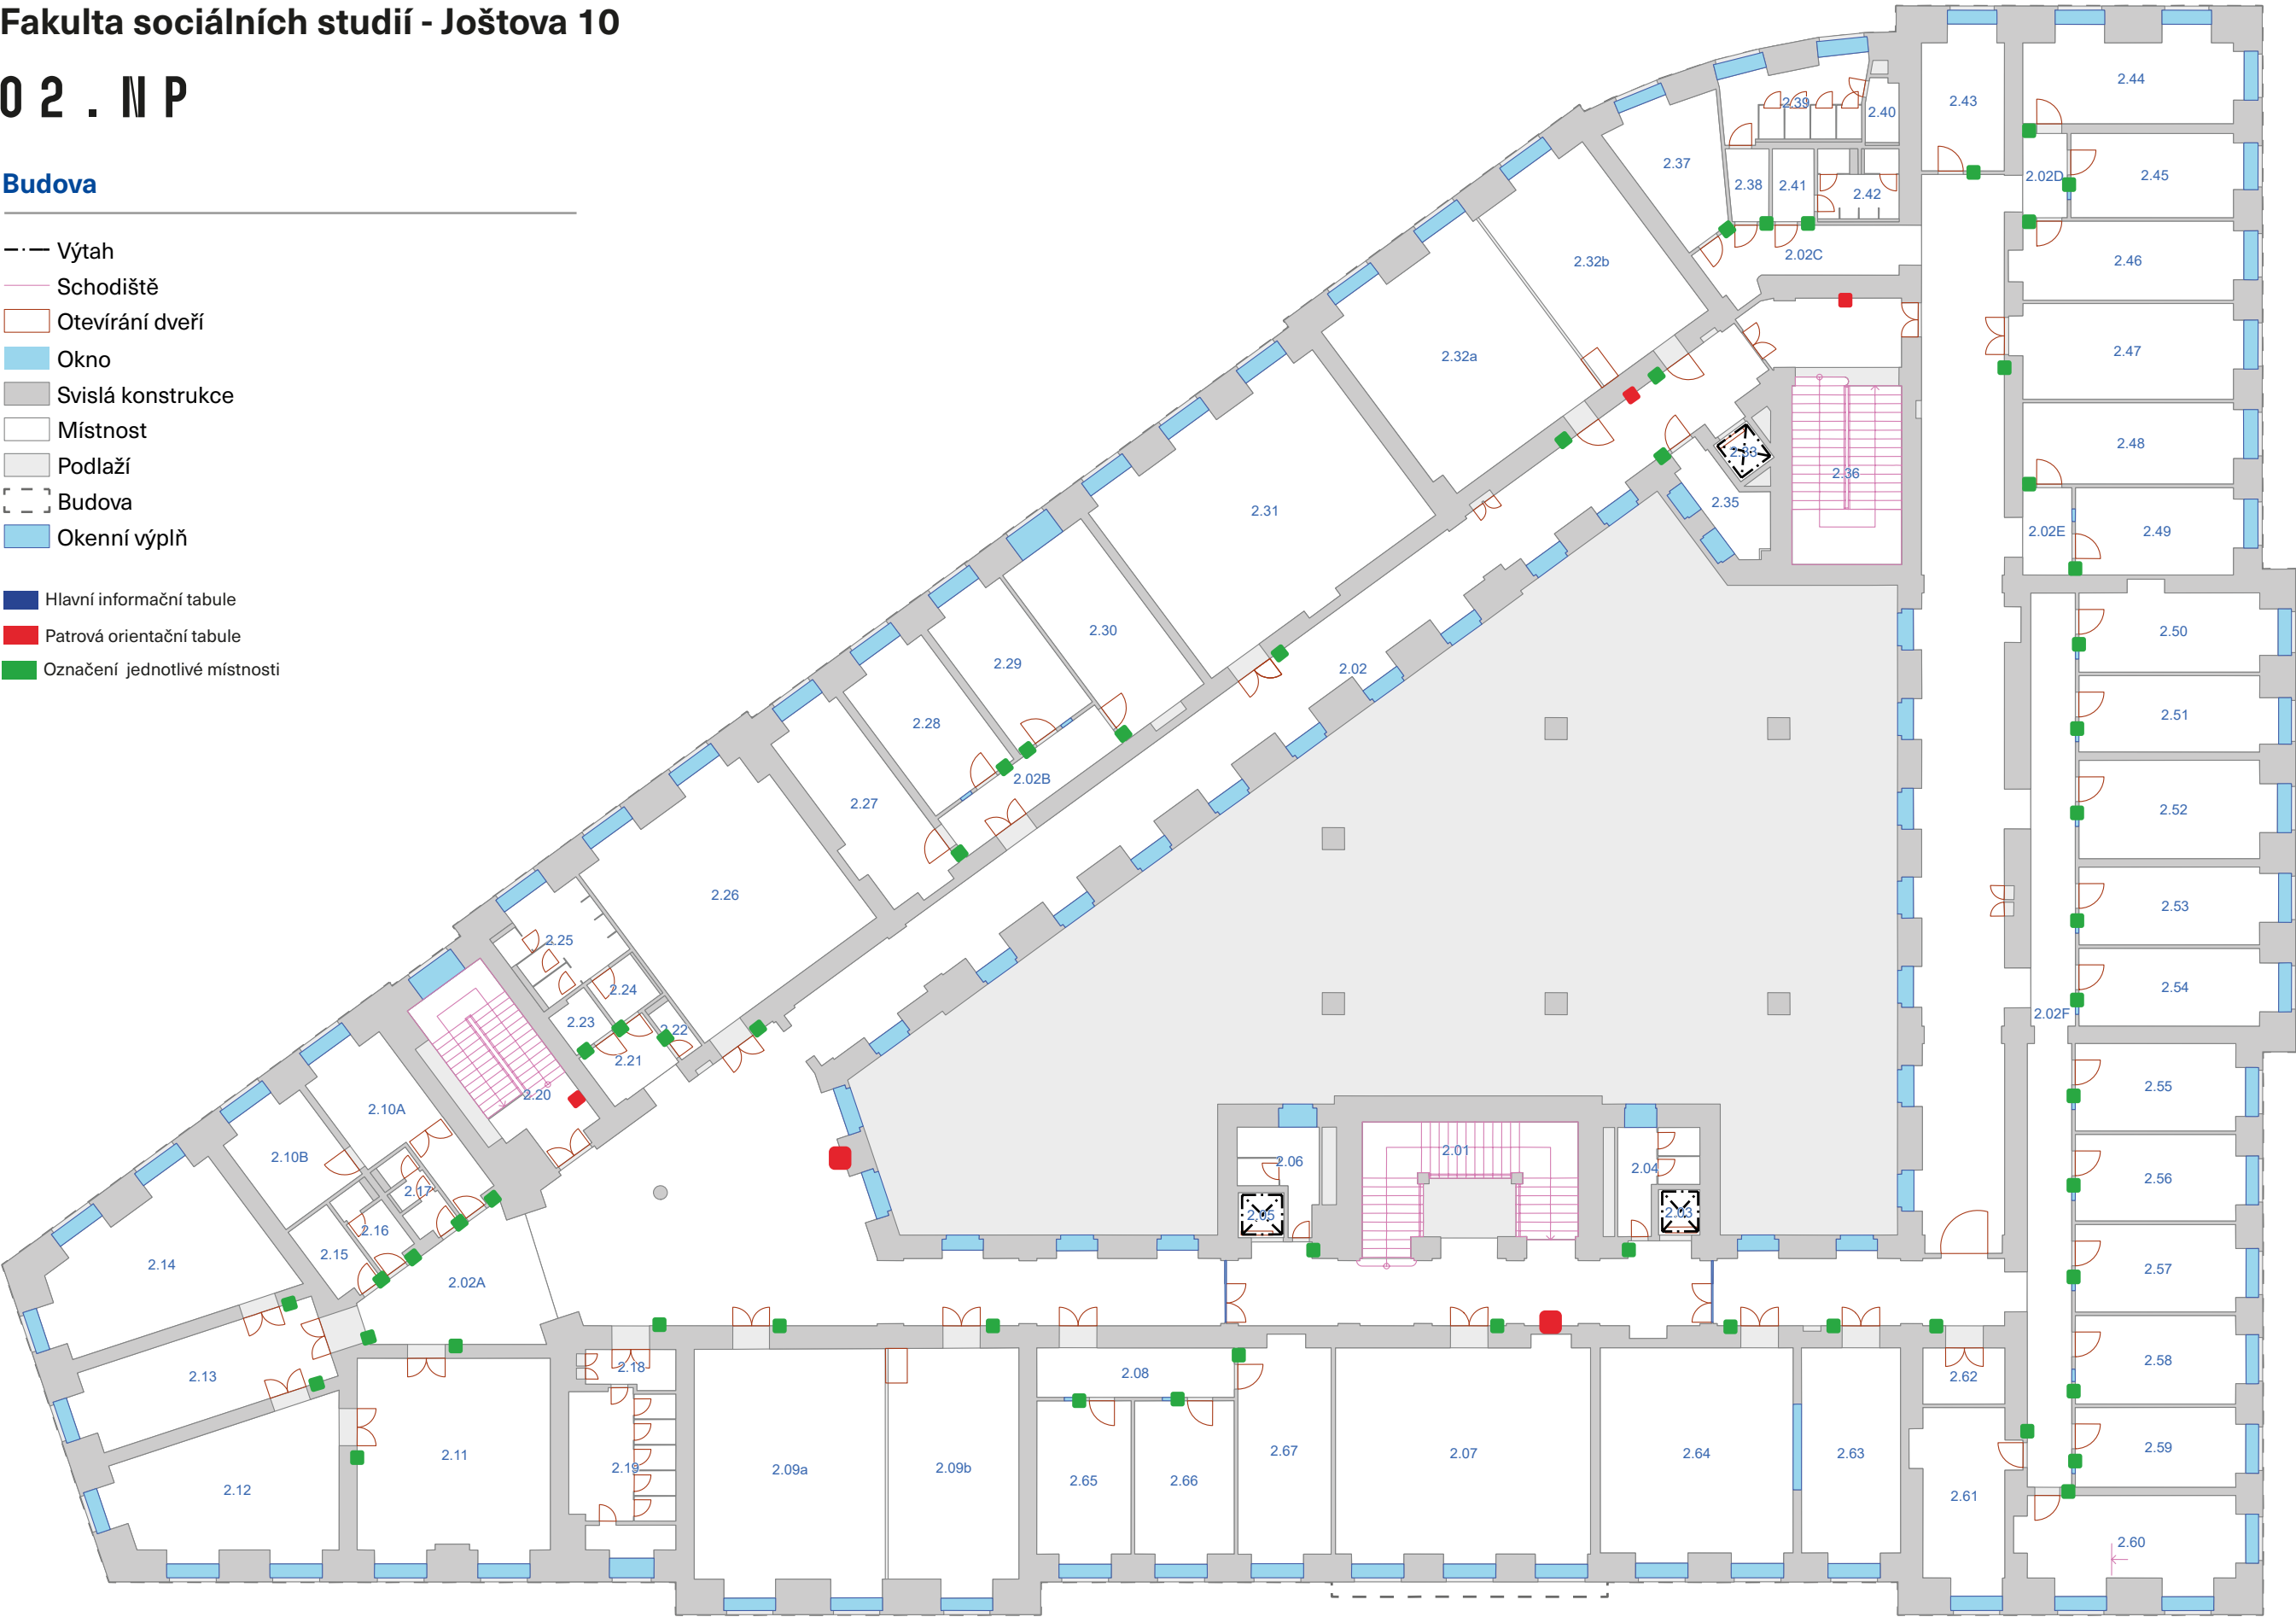 Fakulta sociálních studií - Joštova 10
02.NP
Budova
Výtah
Schodiště
Otevírání dveří
Okno
Svislá konstrukce
Místnost
Podlaží
Budova
Okenní výplň
Hlavní informační tabule
Patrová orientační tabule
Označení  jednotlivé místnosti
2.44
2.43
2.39
2.40
2.37
2.38
2.41
2.42
2.02D
2.45
2.02C
2.32b
2.46
2.47
2.32a
2.48
2.33
2.36
2.35
2.31
2.02E
2.49
2.30
2.50
2.29
2.02
2.51
2.28
2.02B
2.27
2.52
2.26
2.53
2.25
2.24
2.54
2.23
2.22
2.02F
2.21
2.20
2.55
2.10A
2.10B
2.06
2.01
2.04
2.56
2.17
2.05
2.03
2.16
2.15
2.14
2.02A
2.57
2.13
2.18
2.08
2.62
2.58
2.11
2.19
2.09a
2.09b
2.65
2.66
2.67
2.07
2.64
2.63
2.59
2.12
2.61
2.60